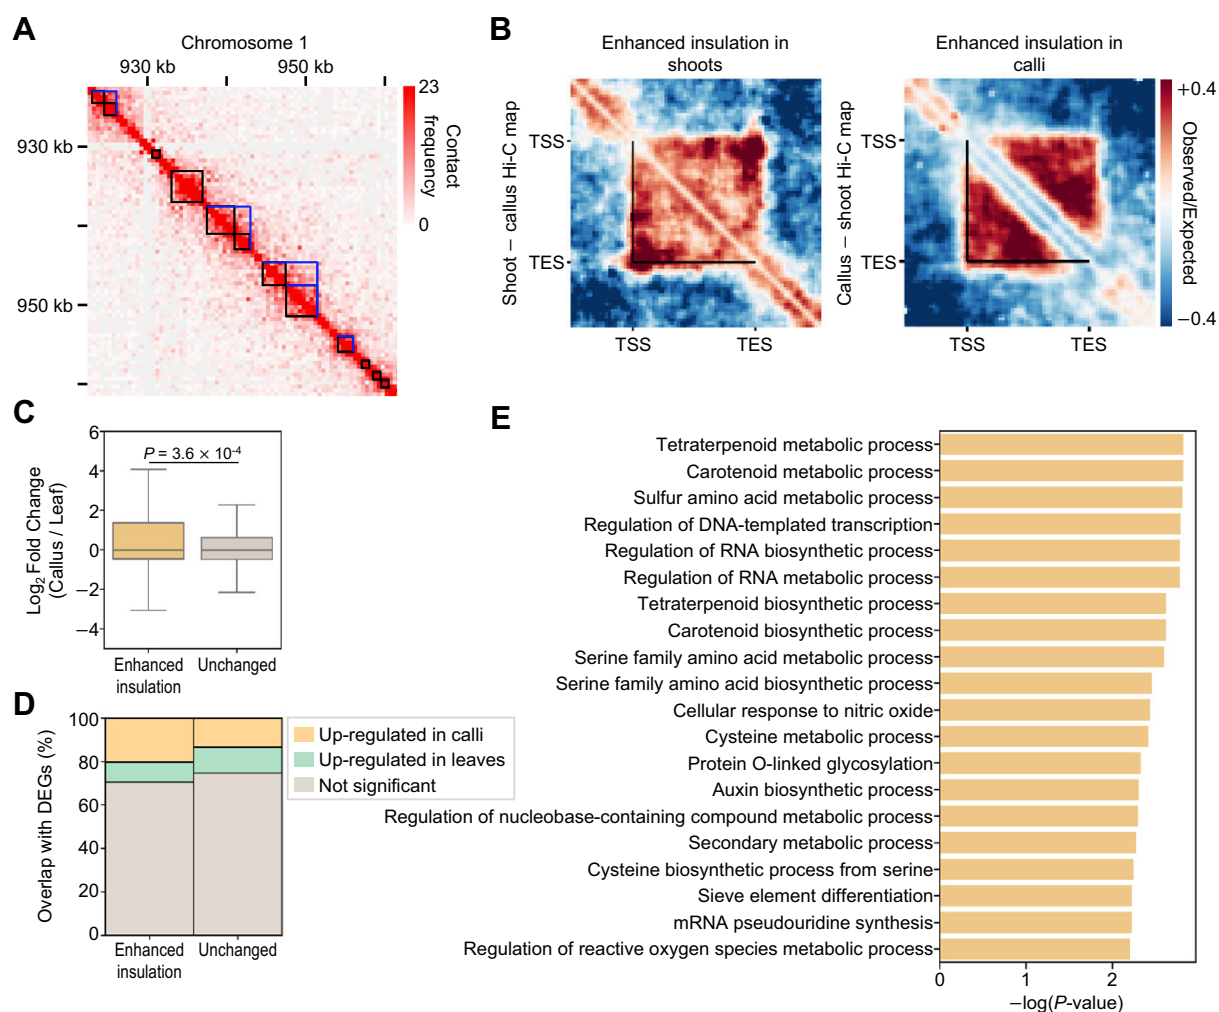 A
Chromosome 1
930 kb
950 kb
930 kb
950 kb
23
0
Contact frequency
B
Enhanced insulation in
shoots
Shoot – callus Hi-C map
TSS
TES
TSS
TES
Enhanced insulation in
calli
Callus – shoot Hi-C map
TSS
TES
TSS
TES
+0.4
−0.4
Observed/Expected
C
Log2 Fold Change
(Callus / Leaf)
6
4
2
0
−2
−4
P = 3.6 × 10-4
Enhanced
insulation
Unchanged
D
Overlap with DEGs (%)
100
80
60
40
20
0
Enhanced
insulation
Unchanged
Up-regulated in calli
Up-regulated in leaves
Not significant
E
Tetraterpenoid metabolic process
Carotenoid metabolic process
Sulfur amino acid metabolic process
Regulation of DNA-templated transcription
Regulation of RNA biosynthetic process
Regulation of RNA metabolic process
Tetraterpenoid biosynthetic process
Carotenoid biosynthetic process
Serine family amino acid metabolic process
Serine family amino acid biosynthetic process
Cellular response to nitric oxide
Cysteine metabolic process
Protein O-linked glycosylation
Auxin biosynthetic process
Regulation of nucleobase-containing compound metabolic process
Secondary metabolic process
Cysteine biosynthetic process from serine
Sieve element differentiation
mRNA pseudouridine synthesis
Regulation of reactive oxygen species metabolic process
0
1
2
−log(P-value)